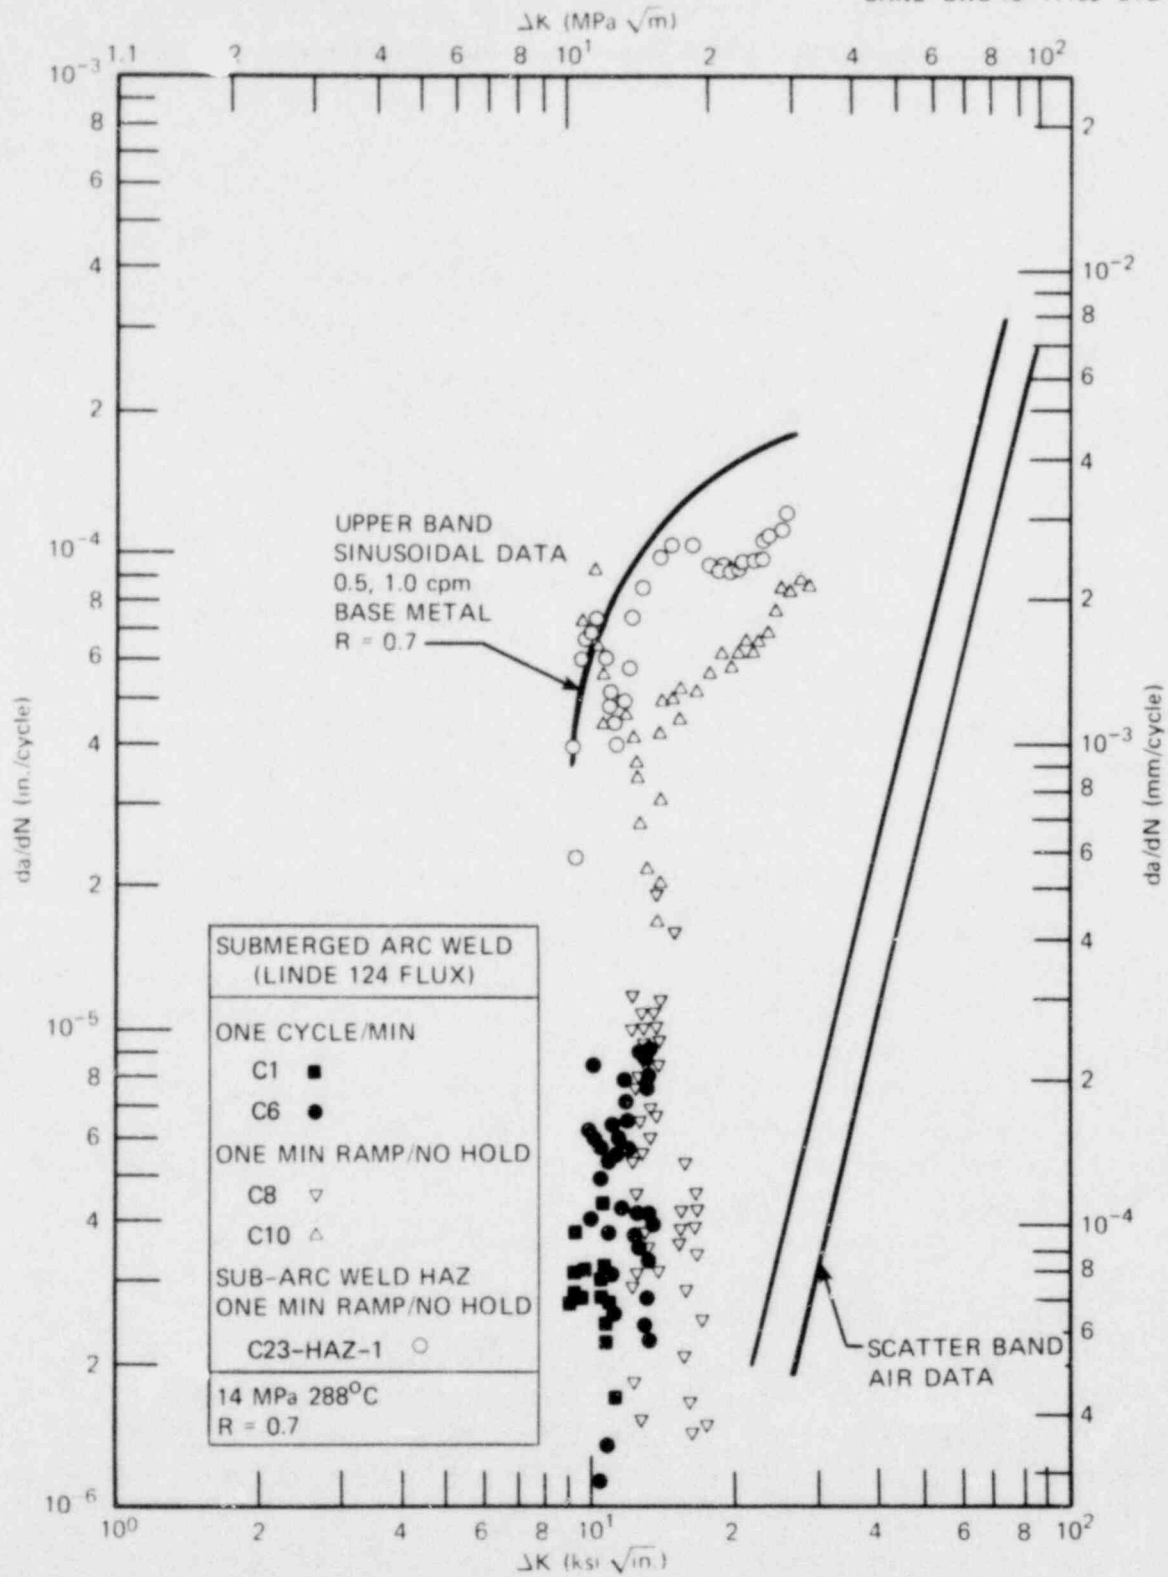 ΔK (MPa √m)
1.1 2 4 6 8 10¹ 2 4 6 8 10²
10⁻³
8
6
4
2
10⁻⁴
8
6
4
2
10⁻⁵
8
6
4
2
10⁻⁶
da/dN (in./cycle)
UPPER BAND
SINUSOIDAL DATA
0.5, 1.0 cpm
BASE METAL
R = 0.7
SUBMERGED ARC WELD
(LINDE 124 FLUX)
ONE CYCLE/MIN
C1 ■
C6 ●
ONE MIN RAMP/NO HOLD
C8 ▽
C10 △
SUB-ARC WELD HAZ
ONE MIN RAMP/NO HOLD
C23-HAZ-1 ○
14 MPa 288°C
R = 0.7
SCATTER BAND
AIR DATA
2
10⁻²
8
6
4
2
10⁻³
8
6
4
2
10⁻⁴
8
6
4
da/dN (mm/cycle)
10⁰ 2 4 6 8 10¹ 2 4 6 8 10²
ΔK (ksi √in.)